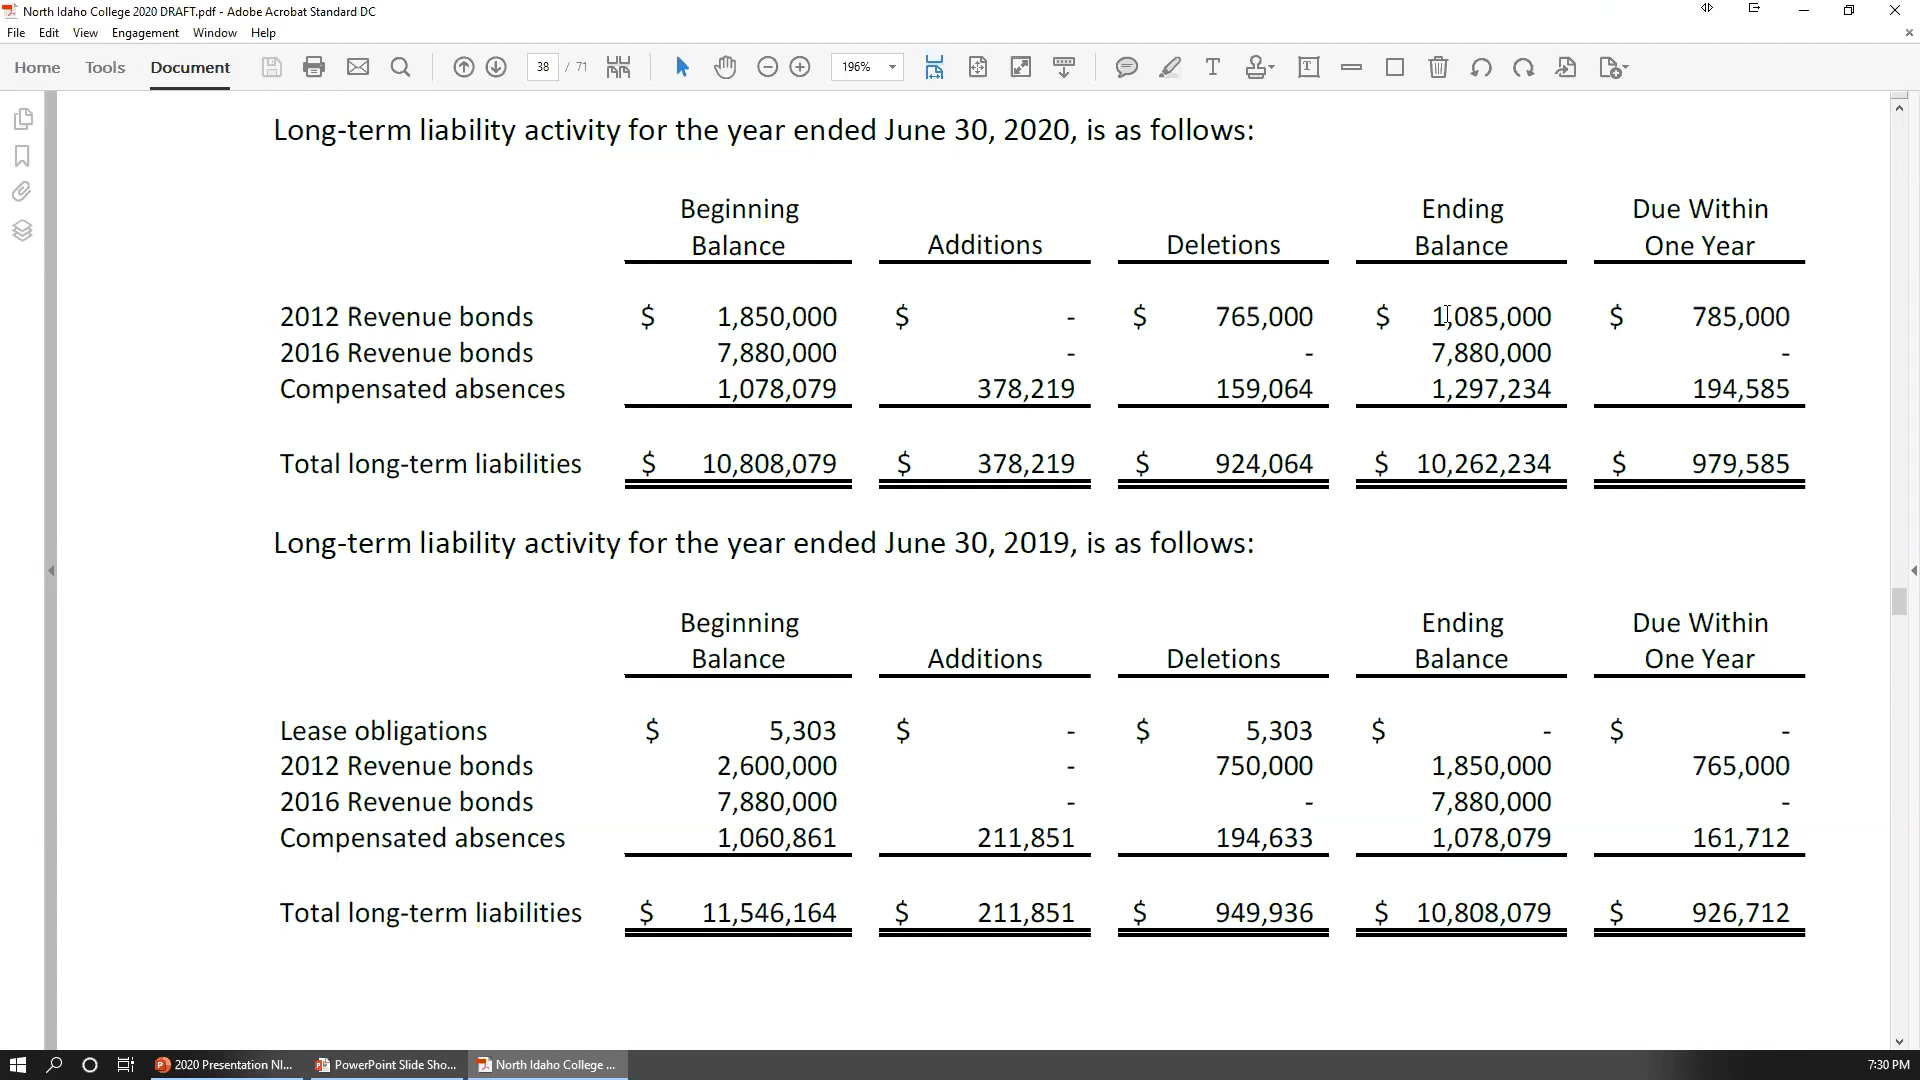 North Idaho College 2020 DRAFT.pdf - Adobe Acrobat Standard DC
File Edit View Engagement Window Help
Home Tools Document 38 / 71 196%
Long-term liability activity for the year ended June 30, 2020, is as follows:
Beginning Ending Due Within
Balance Additions Deletions Balance One Year
2012 Revenue bonds $ 1,850,000 $ - $ 765,000 $ 1,085,000 $ 785,000
2016 Revenue bonds 7,880,000 - - 7,880,000 -
Compensated absences 1,078,079 378,219 159,064 1,297,234 194,585
Total long-term liabilities $ 10,808,079 $ 378,219 $ 924,064 $ 10,262,234 $ 979,585
Long-term liability activity for the year ended June 30, 2019, is as follows:
Beginning Ending Due Within
Balance Additions Deletions Balance One Year
Lease obligations $ 5,303 $ - $ 5,303 $ - $ -
2012 Revenue bonds 2,600,000 - 750,000 1,850,000 765,000
2016 Revenue bonds 7,880,000 - - 7,880,000 -
Compensated absences 1,060,861 211,851 194,633 1,078,079 161,712
Total long-term liabilities $ 11,546,164 $ 211,851 $ 949,936 $ 10,808,079 $ 926,712
2020 Presentation NI... PowerPoint Slide Sho... North Idaho College ... 7:30 PM